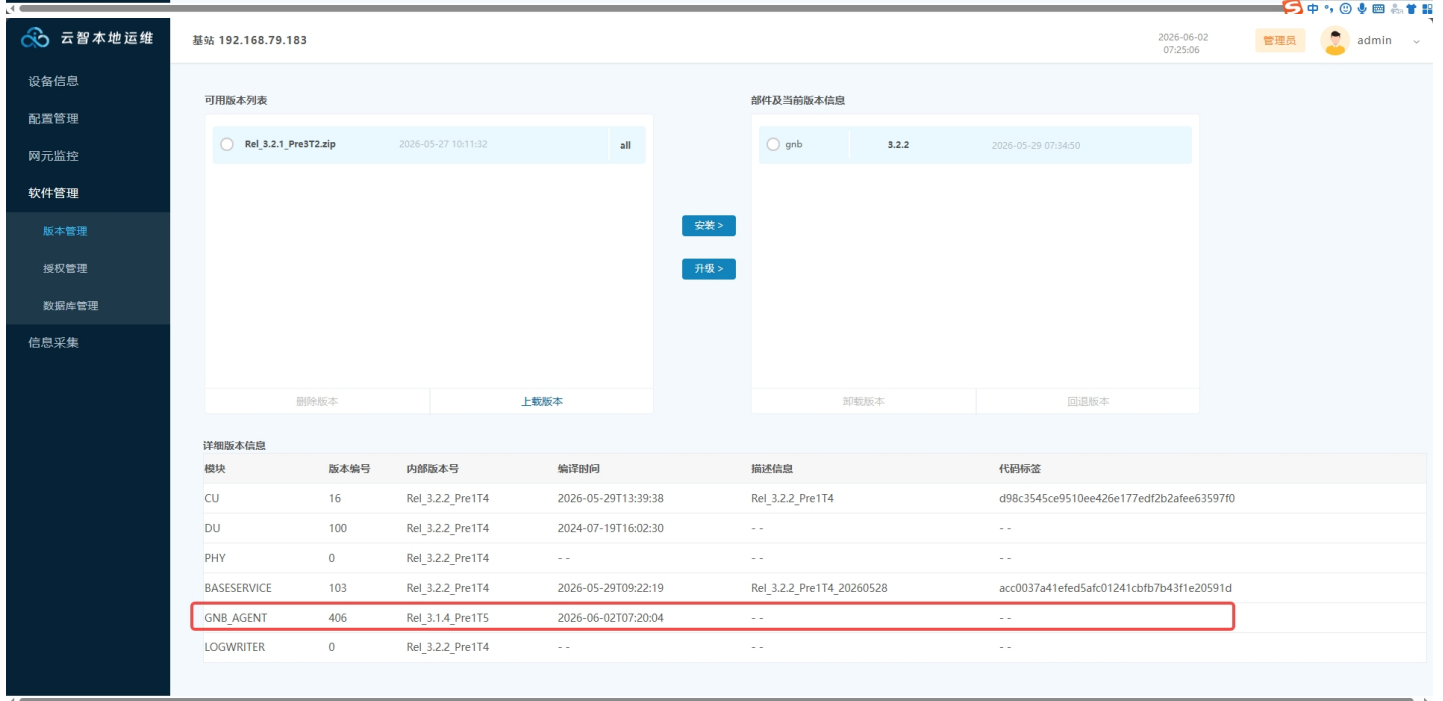 中
云智本地运维
基站 192.168.79.183
2026-06-02
07:25:06
管理员
admin
设备信息
配置管理
网元监控
软件管理
版本管理
授权管理
数据库管理
信息采集
可用版本列表
Rel_3.2.1_Pre3T2.zip 2026-05-27 10:11:32 all
删除版本 上载版本
安装 >
升级 >
部件及当前版本信息
gnb 3.2.2 2026-05-29 07:34:50
卸载版本 回退版本
详细版本信息
模块 版本编号 内部版本号 编译时间 描述信息 代码标签
CU 16 Rel_3.2.2_Pre1T4 2026-05-29T13:39:38 Rel_3.2.2_Pre1T4 d98c3545ce9510ee426e177edf2b2afee63597f0
DU 100 Rel_3.2.2_Pre1T4 2024-07-19T16:02:30 - - - -
PHY 0 Rel_3.2.2_Pre1T4 - - - - - -
BASESERVICE 103 Rel_3.2.2_Pre1T4 2026-05-29T09:22:19 Rel_3.2.2_Pre1T4_20260528 acc0037a41efed5afc01241cbfb7b43f1e20591d
GNB_AGENT 406 Rel_3.1.4_Pre1T5 2026-06-02T07:20:04 - - - -
LOGWRITER 0 Rel_3.2.2_Pre1T4 - - - - - -